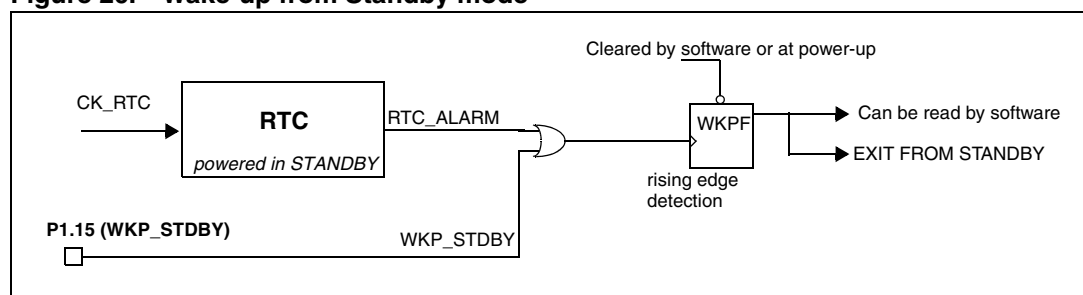 Figure Wake-up from Standby mode
Cleared by software or at power-up
CK_RTC
RTC
RTC_ALARM
WKPF
Can be read by software
powered in STANDBY
EXIT FROM STANDBY
rising edge
detection
P1.15 (WKP_STDBY)
WKP_STDBY